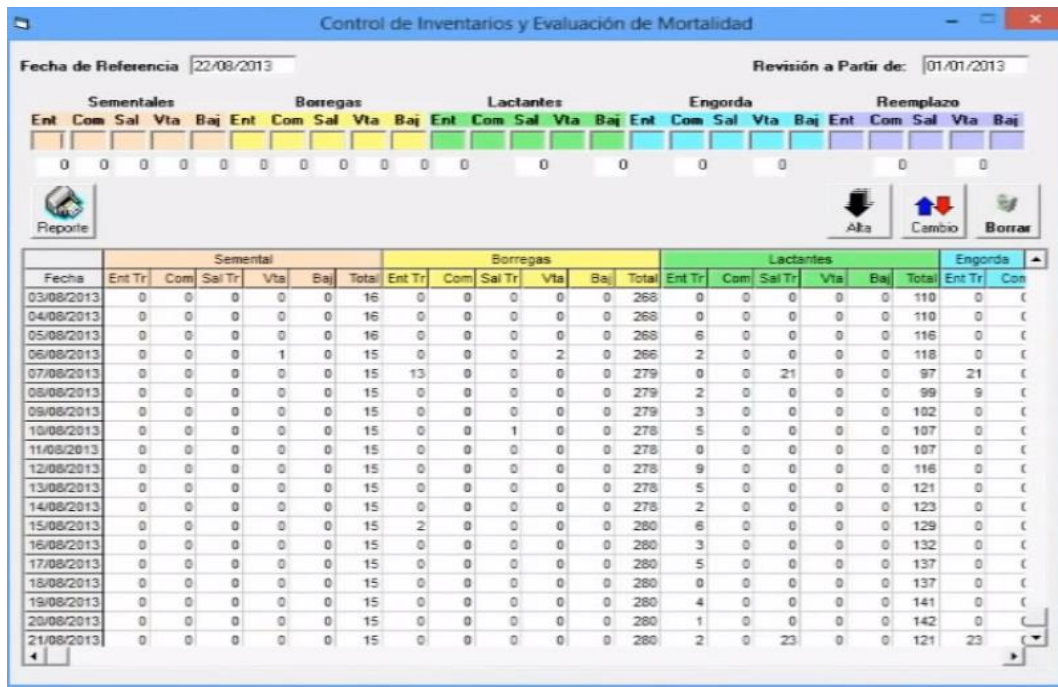 Control de Inventarios y Evaluación de Mortalidad
Fecha de Referencia 22/08/2013 Revisión a Partir de: 01/01/2013
Sementales Borregas Lactantes Engorda Reemplazo
Ent Com Sal Vta Baj Ent Com Sal Vta Baj Ent Com Sal Vta Baj Ent Com Sal Vta Baj Ent Com Sal Vta Baj
0 0 0 0 0 0 0 0 0 0 0 0 0 0 0 0 0
Reporte Alta Cambio Borrar
Semental Borregas Lactantes Engorda
Fecha Ent Tr Com Sal Tr Vta Baj Total Ent Tr Com Sal Tr Vta Baj Total Ent Tr Com Sal Tr Vta Baj Total Ent Tr Com
03/08/2013 0 0 0 0 0 16 0 0 0 0 0 268 0 0 0 0 0 110 0
04/08/2013 0 0 0 0 0 16 0 0 0 0 0 268 0 0 0 0 0 110 0
05/08/2013 0 0 0 0 0 16 0 0 0 0 0 268 6 0 0 0 0 116 0
06/08/2013 0 0 0 1 0 15 0 0 0 2 0 266 2 0 0 0 0 118 0
07/08/2013 0 0 0 0 0 15 13 0 0 0 0 279 0 0 21 0 0 97 21
08/08/2013 0 0 0 0 0 15 0 0 0 0 0 279 2 0 0 0 0 99 9
09/08/2013 0 0 0 0 0 15 0 0 0 0 0 279 3 0 0 0 0 102 0
10/08/2013 0 0 0 0 0 15 0 0 1 0 0 278 5 0 0 0 0 107 0
11/08/2013 0 0 0 0 0 15 0 0 0 0 0 278 0 0 0 0 0 107 0
12/08/2013 0 0 0 0 0 15 0 0 0 0 0 278 9 0 0 0 0 116 0
13/08/2013 0 0 0 0 0 15 0 0 0 0 0 278 5 0 0 0 0 121 0
14/08/2013 0 0 0 0 0 15 0 0 0 0 0 278 2 0 0 0 0 123 0
15/08/2013 0 0 0 0 0 15 2 0 0 0 0 280 6 0 0 0 0 129 0
16/08/2013 0 0 0 0 0 15 0 0 0 0 0 280 3 0 0 0 0 132 0
17/08/2013 0 0 0 0 0 15 0 0 0 0 0 280 5 0 0 0 0 137 0
18/08/2013 0 0 0 0 0 15 0 0 0 0 0 280 0 0 0 0 0 137 0
19/08/2013 0 0 0 0 0 15 0 0 0 0 0 280 4 0 0 0 0 141 0
20/08/2013 0 0 0 0 0 15 0 0 0 0 0 280 1 0 0 0 0 142 0
21/08/2013 0 0 0 0 0 15 0 0 0 0 0 280 2 0 23 0 0 121 23